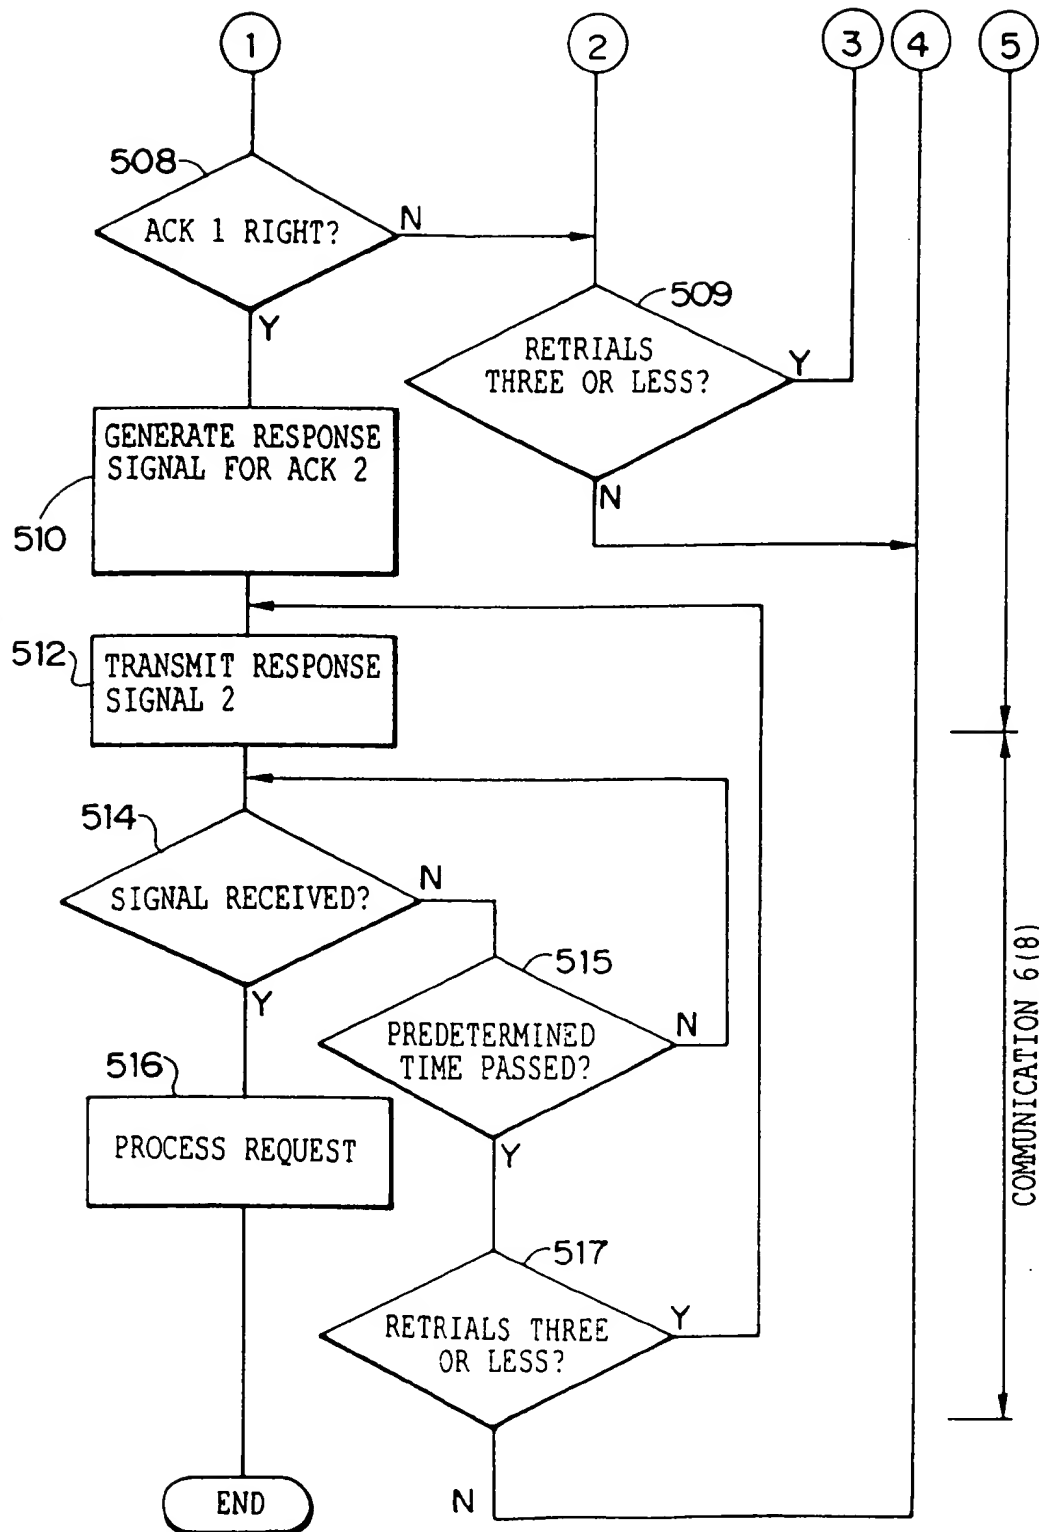 1
2
3
4
5
508
ACK 1 RIGHT?
N
Y
509
RETRIALS
THREE OR LESS?
Y
N
GENERATE RESPONSE
SIGNAL FOR ACK 2
510
512
TRANSMIT RESPONSE
SIGNAL 2
514
SIGNAL RECEIVED?
N
Y
515
PREDETERMINED
TIME PASSED?
N
Y
516
PROCESS REQUEST
517
RETRIALS THREE
OR LESS?
Y
N
END
COMMUNICATION 6(8)